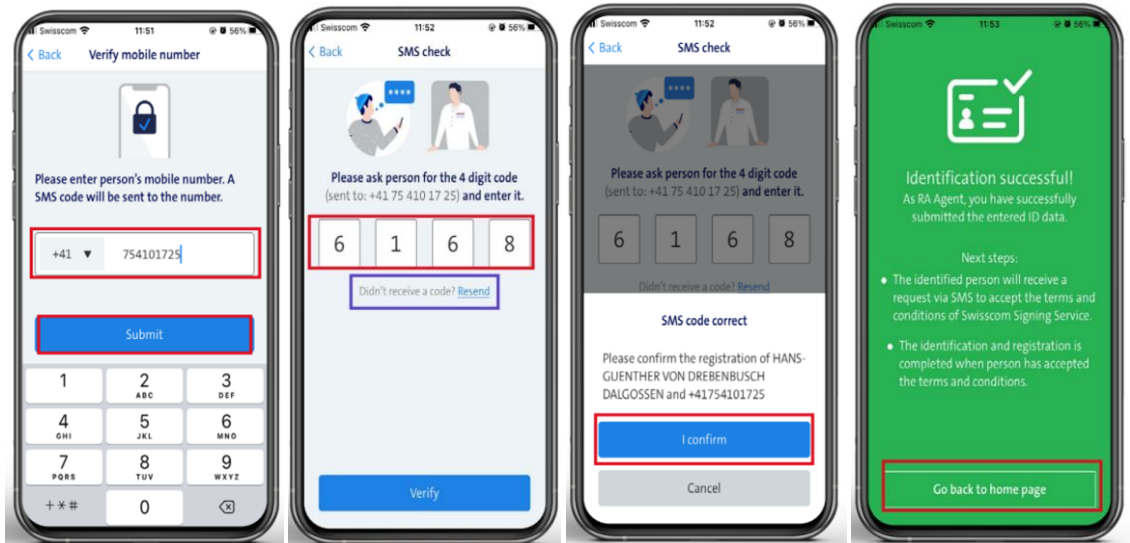 Swisscom 11:51 56%
Back Verify mobile number
Please enter person's mobile number. A
SMS code will be sent to the number.
+41 ▼ 754101725
Submit
1 2 3
ABC DEF
4 5 6
GHI JKL MNO
7 8 9
PQRS TUV WXYZ
+*# 0
Swisscom 11:52 56%
Back SMS check
Please ask person for the 4 digit code
(sent to: +41 75 410 17 25) and enter it.
6 1 6 8
Didn't receive a code? Resend
Verify
Swisscom 11:52 56%
Back SMS check
Please ask person for the 4 digit code
(sent to: +41 75 410 17 25) and enter it.
6 1 6 8
Didn't receive a code? Resend
SMS code correct
Please confirm the registration of HANS-
GUENTHER VON DREBENBUSCH
DALGOSSEN and +41754101725
I confirm
Cancel
Swisscom 11:53 56%
Identification successful!
As RA Agent, you have successfully
submitted the entered ID data.
Next steps:
• The identified person will receive a
request via SMS to accept the terms and
conditions of Swisscom Signing Service.
• The identification and registration is
completed when person has accepted
the terms and conditions.
Go back to home page